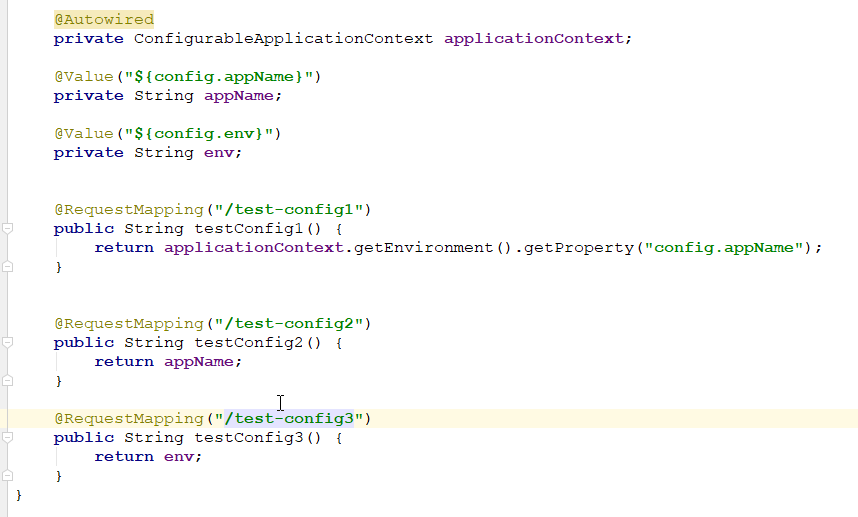 @Autowired
private ConfigurableApplicationContext applicationContext;
@Value("${config.appName}")
private String appName;
@Value("${config.env}")
private String env;
@RequestMapping("/test-config1")
public String testConfig1() {
return applicationContext.getEnvironment().getProperty("config.appName");
}
@RequestMapping("/test-config2")
public String testConfig2() {
return appName;
}
@RequestMapping("/test-config3")
public String testConfig3() {
return env;
}
}